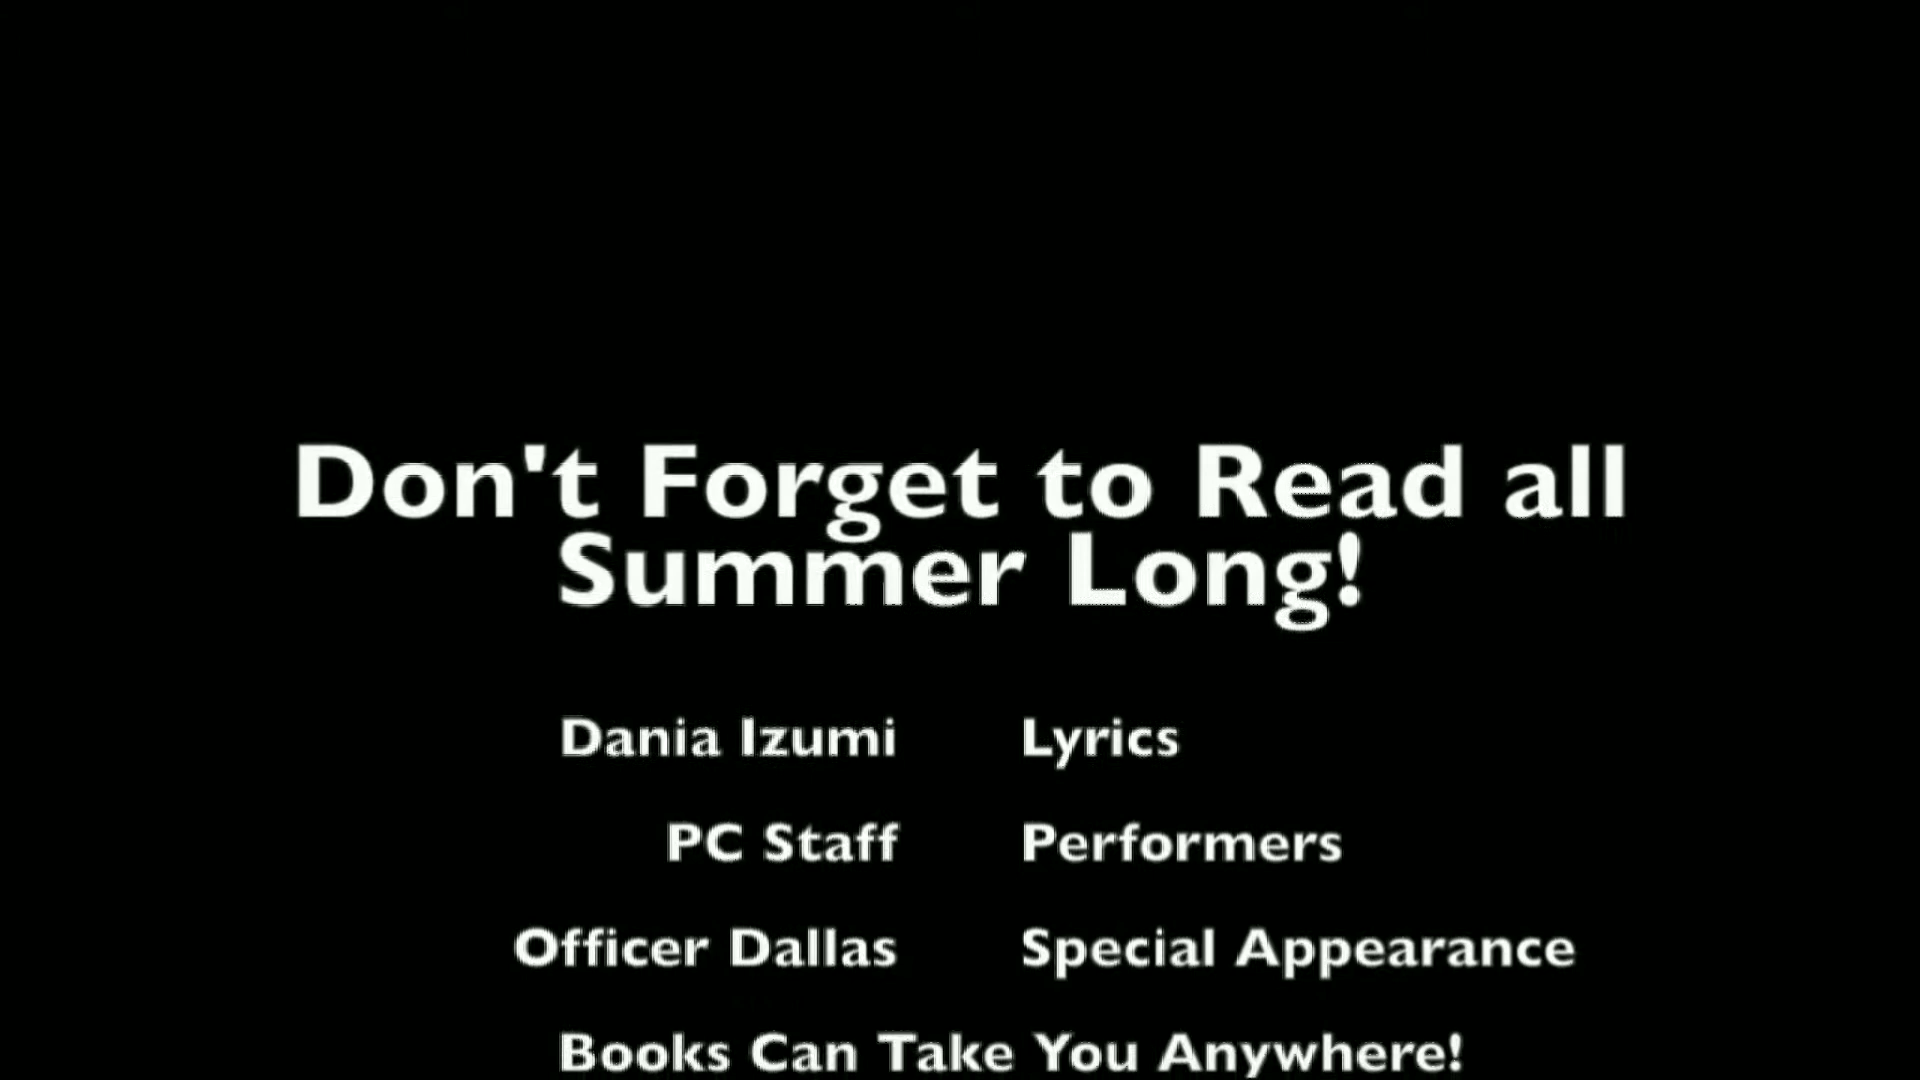 Don't Forget to Read all
Summer Long!
Dania Izumi Lyrics
PC Staff Performers
Officer Dallas Special Appearance
Books Can Take You Anywhere!